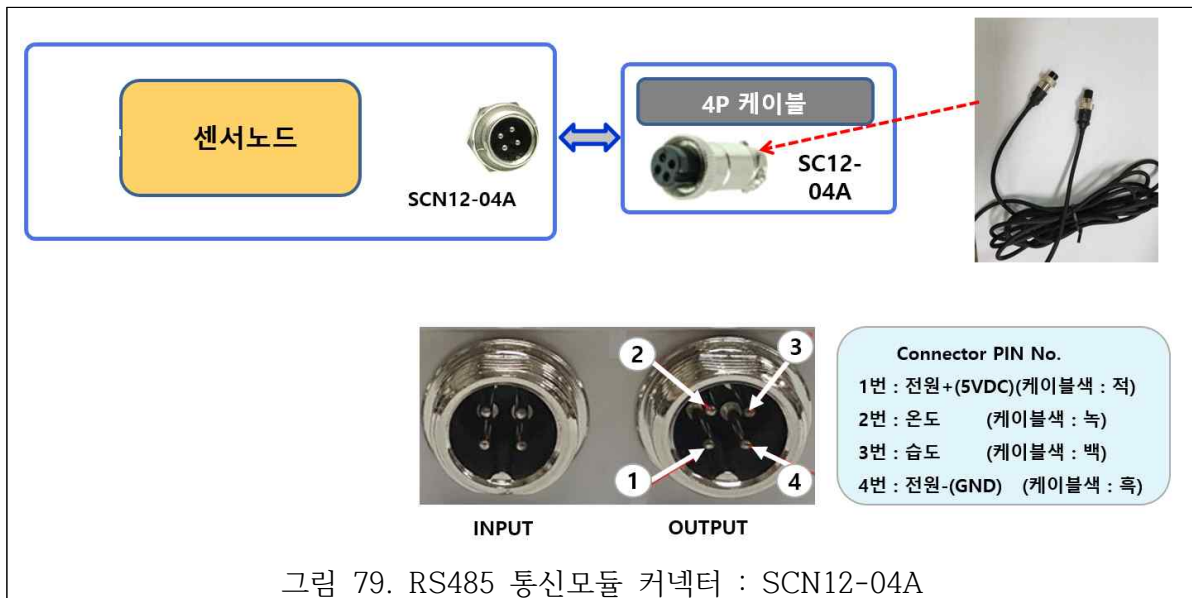 센서노드
SCN12-04A
4P 케이블
SC12-
04A
2
3
1
4
INPUT
OUTPUT
Connector PIN No.
1번 : 전원+(5VDC)(케이블색 : 적)
2번 : 온도 (케이블색 : 녹)
3번 : 습도 (케이블색 : 백)
4번 : 전원-(GND) (케이블색 : 흑)
그림 79. RS485 통신모듈 커넥터 : SCN12-04A